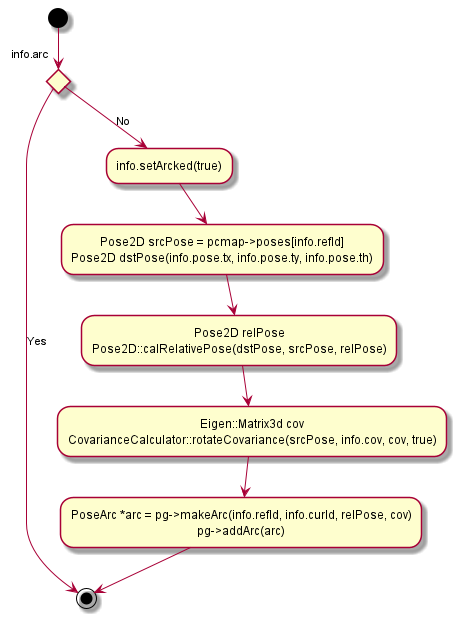 info.arc
No
info.setArcked(true)
Pose2D srcPose = pcmap->poses[info.refId]
Pose2D dstPose(info.pose.tx, info.pose.ty, info.pose.th)
Pose2D relPose
Pose2D::calRelativePose(dstPose, srcPose, relPose)
Yes
Eigen::Matrix3d cov
CovarianceCalculator::rotateCovariance(srcPose, info.cov, cov, true)
PoseArc *arc = pg->makeArc(info.refId, info.curId, relPose, cov)
pg->addArc(arc)